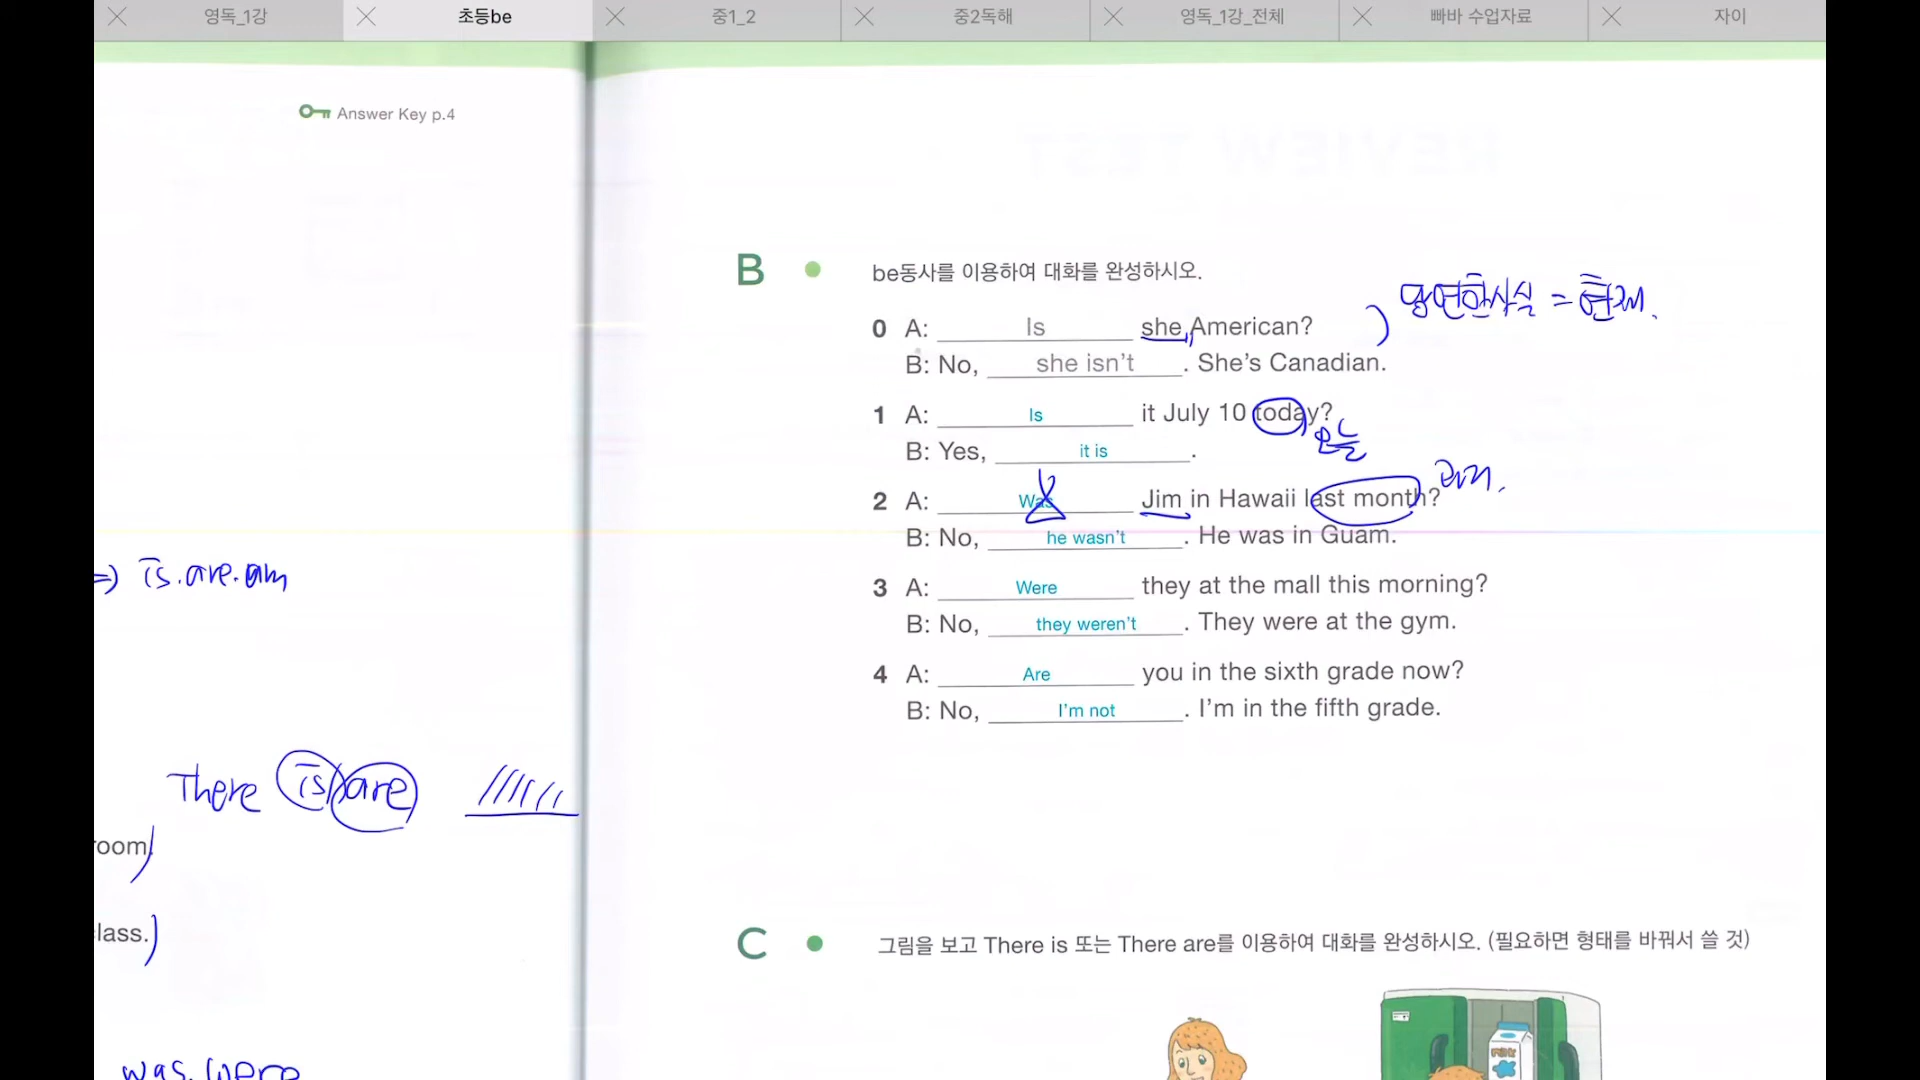 영독_1강
초등be
중1_2
중2독해
영독_1강_전체
빠바 수업자료
자이
Answer Key p.4
REVIEW TEST
B be동사를 이용하여 대화를 완성하시오.
당연한사실 = 현재.
0 A: Is she American?
B: No, she isn't. She's Canadian.
1 A: Is it July 10 today?
오늘
B: Yes, it is.
과거.
2 A: Was Jim in Hawaii last month?
B: No, he wasn't. He was in Guam.
3 A: Were they at the mall this morning?
B: No, they weren't. They were at the gym.
4 A: Are you in the sixth grade now?
B: No, I'm not. I'm in the fifth grade.
=) is.are.am
There is/are
room.
class.)
was.were
C 그림을 보고 There is 또는 There are를 이용하여 대화를 완성하시오. (필요하면 형태를 바꿔서 쓸 것)